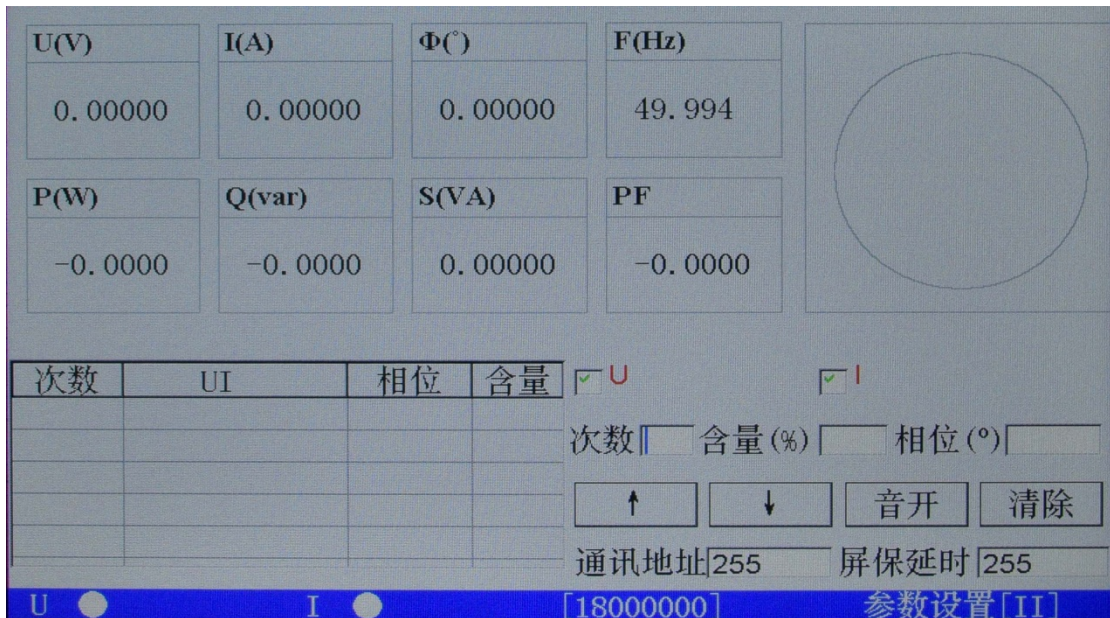 U(V) I(A) Φ(°) F(Hz)
0.00000 0.00000 0.00000 49.994
P(W) Q(var) S(VA) PF
-0.0000 -0.0000 0.00000 -0.0000
次数 UI 相位 含量 U I
次数 含量(%) 相位(º)
↑ ↓ 音开 清除
通讯地址 255 屏保延时 255
U I [18000000] 参数设置[II]